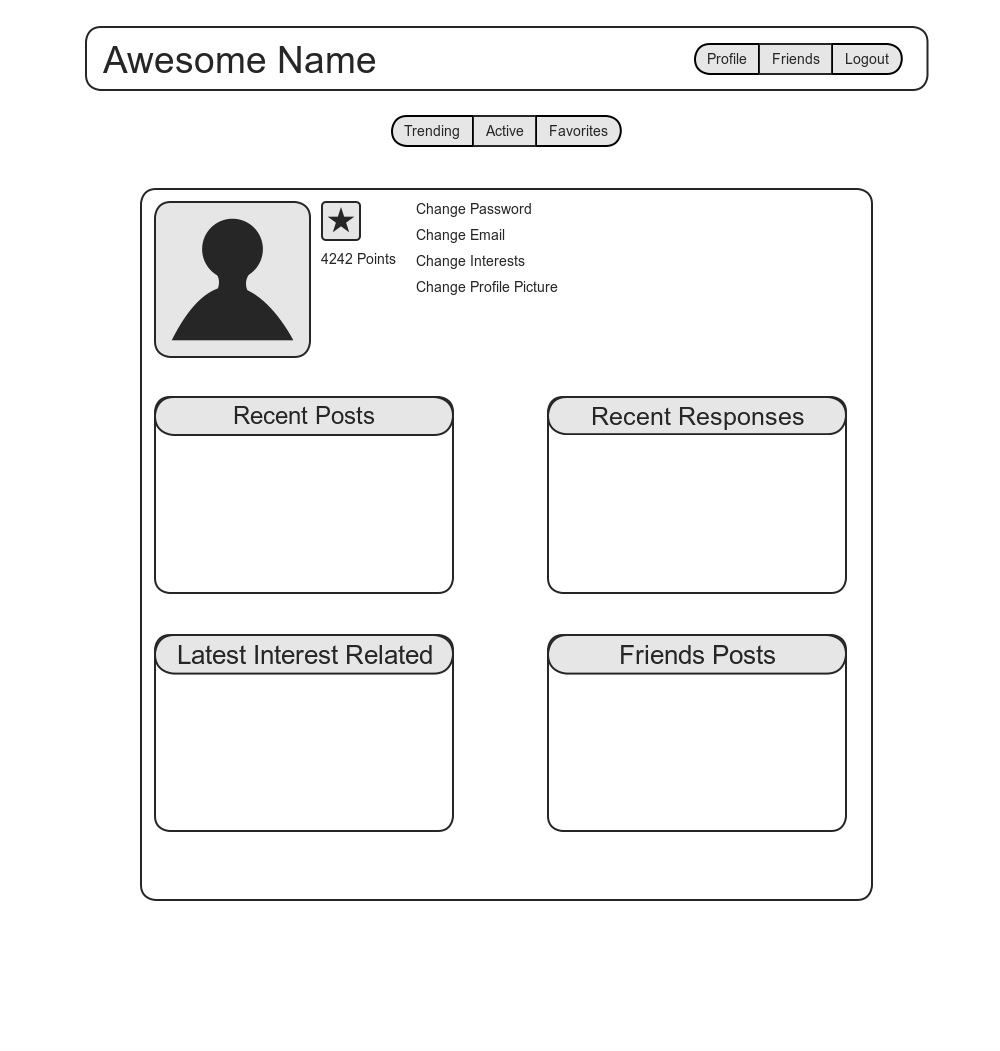 Awesome Name
Profile Friends Logout
Trending Active Favorites
Change Password
Change Email
4242 Points
Change Interests
Change Profile Picture
Recent Posts
Recent Responses
Latest Interest Related
Friends Posts